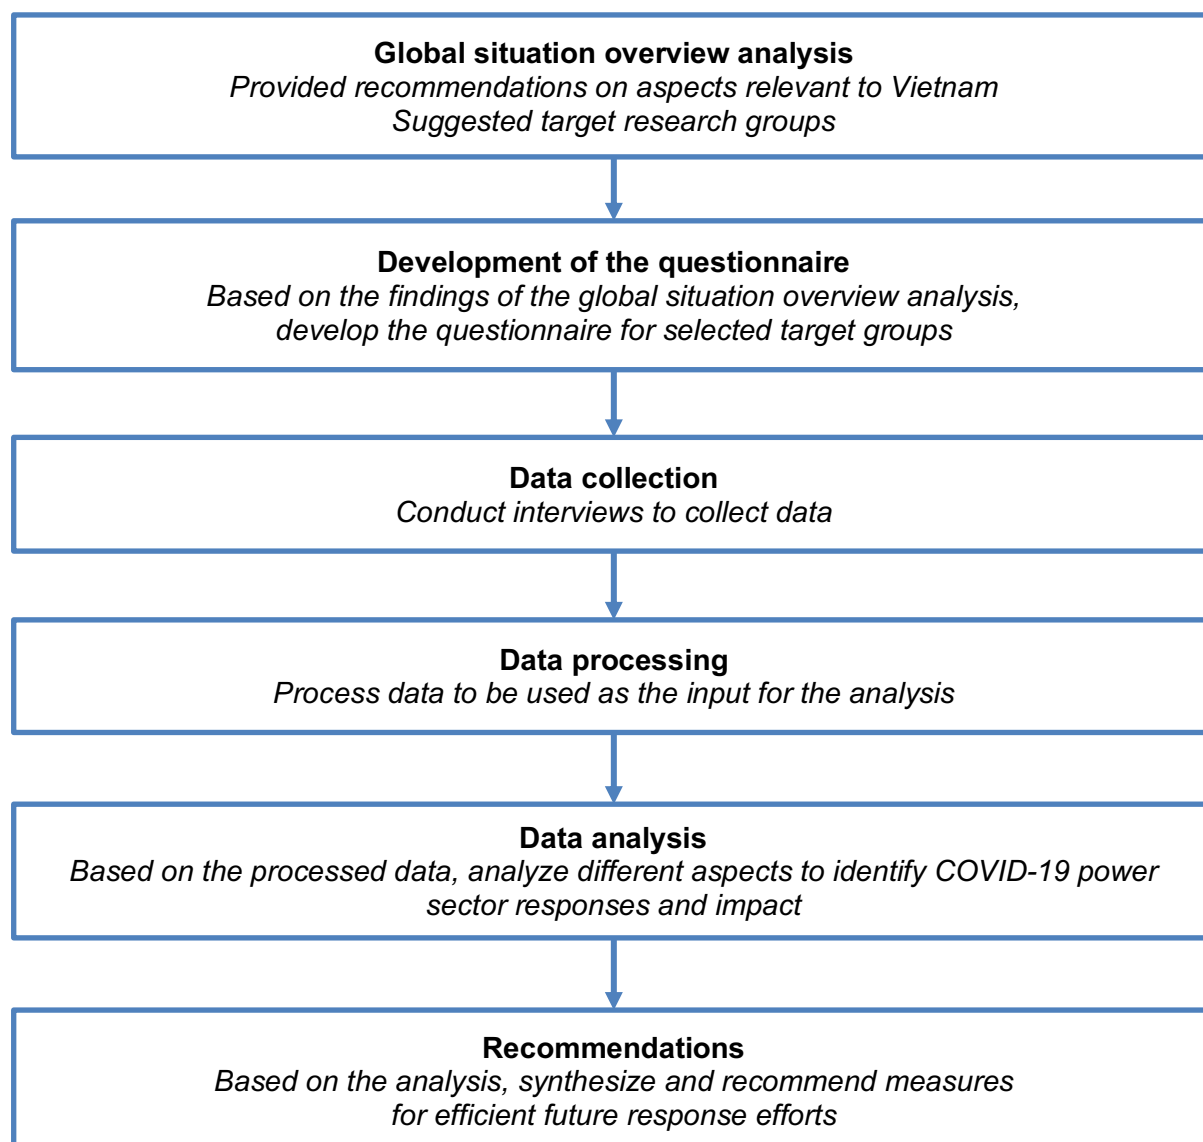 Global situation overview analysis
Provided recommendations on aspects relevant to Vietnam
Suggested target research groups
Development of the questionnaire
Based on the findings of the global situation overview analysis,
develop the questionnaire for selected target groups
Data collection
Conduct interviews to collect data
Data processing
Process data to be used as the input for the analysis
Data analysis
Based on the processed data, analyze different aspects to identify COVID-19 power
sector responses and impact
Recommendations
Based on the analysis, synthesize and recommend measures
for efficient future response efforts